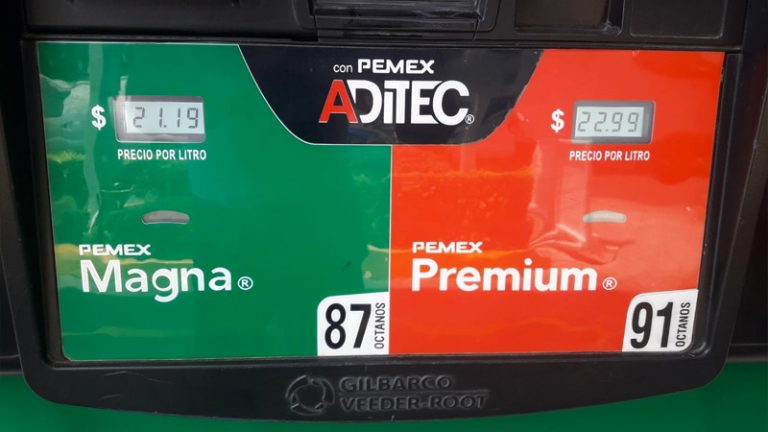 con PEMEX
ADITEC®
$ 21.19
PRECIO POR LITRO
$ 22.99
PRECIO POR LITRO
PEMEX
Magna®
87 OCTANOS
PEMEX
Premium®
91 OCTANOS
GILBARCO
VEEDER-ROOT